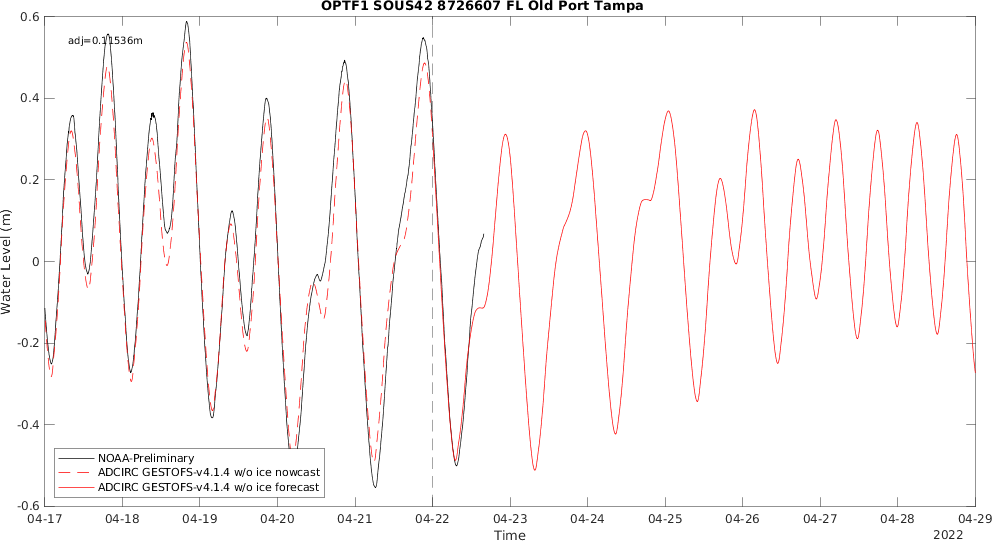 OPTF1 SOUS42 8726607 FL Old Port Tampa
adj=0.11536m
0.6
0.4
0.2
0
-0.2
-0.4
-0.6
Water Level (m)
NOAA-Preliminary
ADCIRC GESTOFS-v4.1.4 w/o ice nowcast
ADCIRC GESTOFS-v4.1.4 w/o ice forecast
04-17 04-18 04-19 04-20 04-21 04-22 04-23 04-24 04-25 04-26 04-27 04-28 04-29
Time
2022